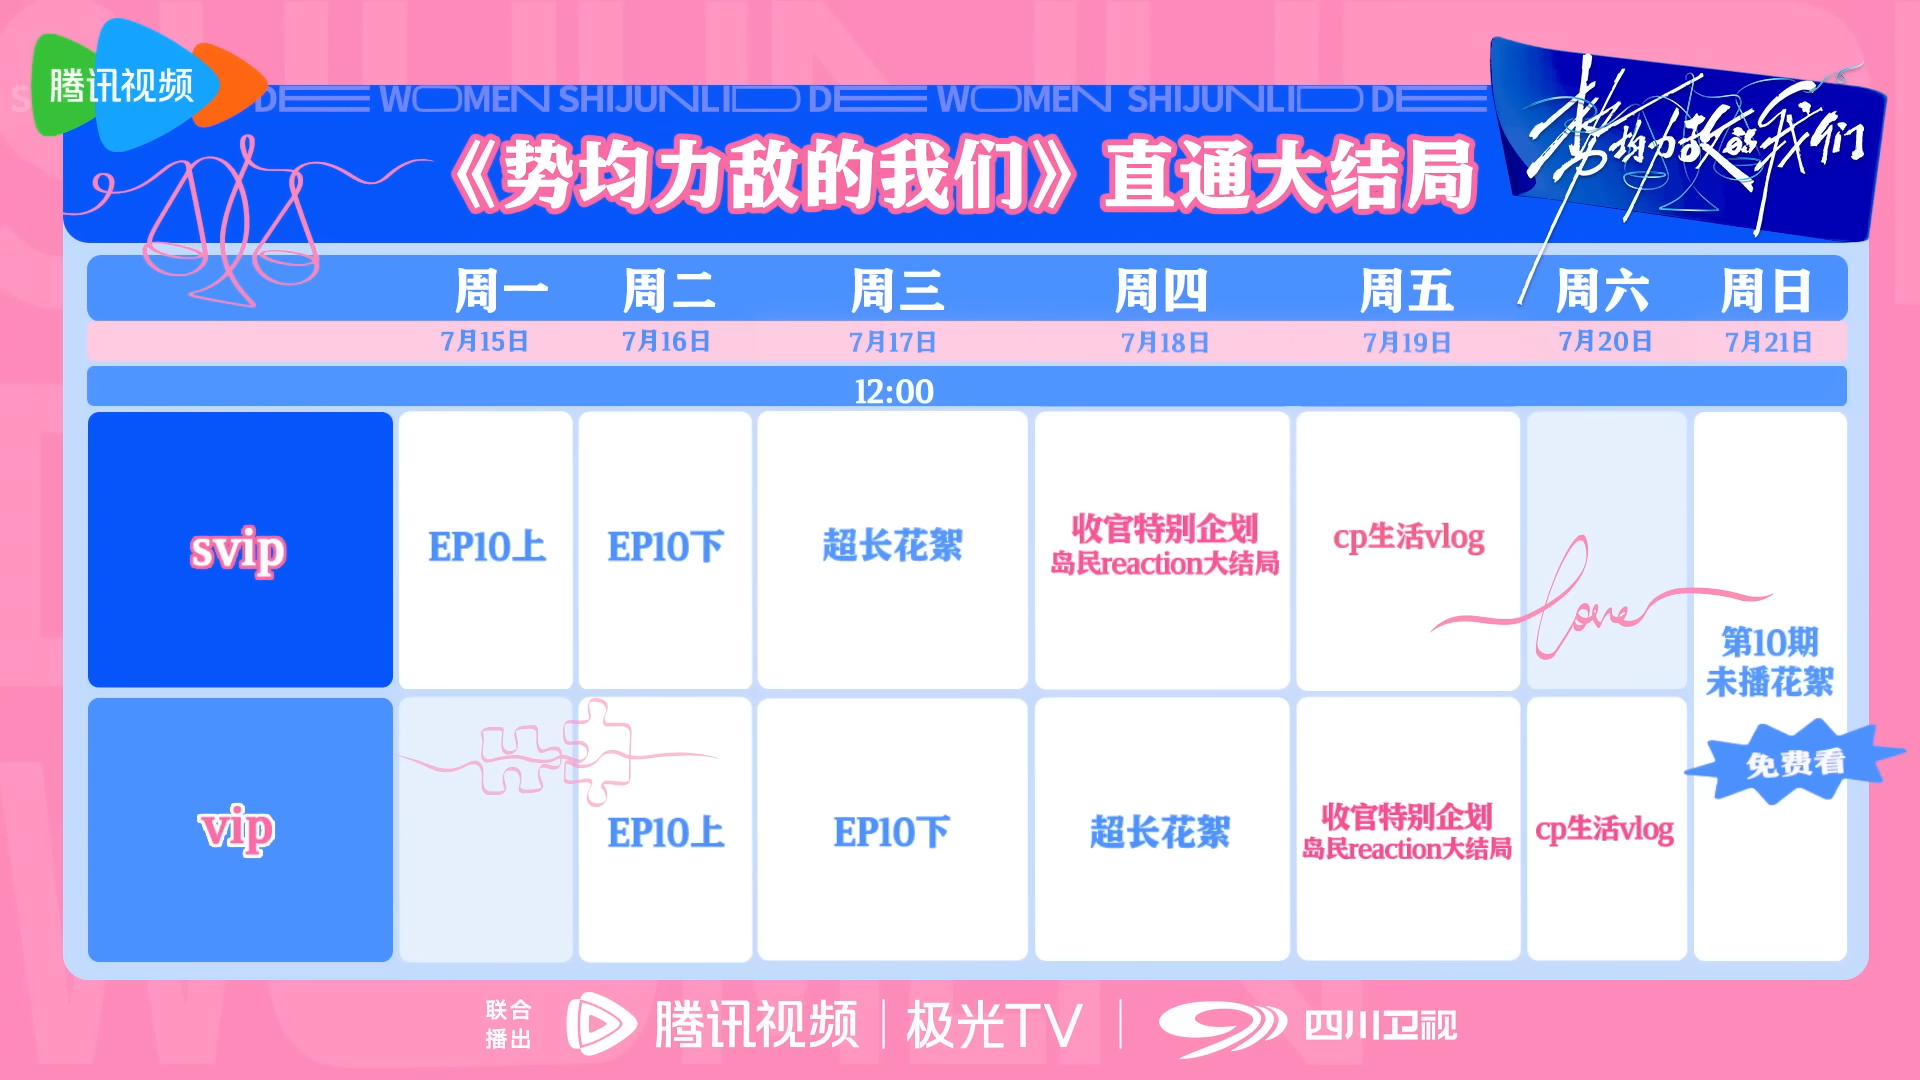 腾讯视频
DE WOMEN SHIJUNLID DE WOMEN SHIJUNLID DE
势均力敌的我们
《势均力敌的我们》直通大结局
周一 周二 周三 周四 周五 周六 周日
7月15日 7月16日 7月17日 7月18日 7月19日 7月20日 7月21日
12:00
svip
EP10上
EP10下
超长花絮
收官特别企划
岛民reaction大结局
cp生活vlog
love
第10期
未播花絮
免费看
vip
EP10上
EP10下
超长花絮
收官特别企划
岛民reaction大结局
cp生活vlog
联合
播出
腾讯视频
极光TV
四川卫视